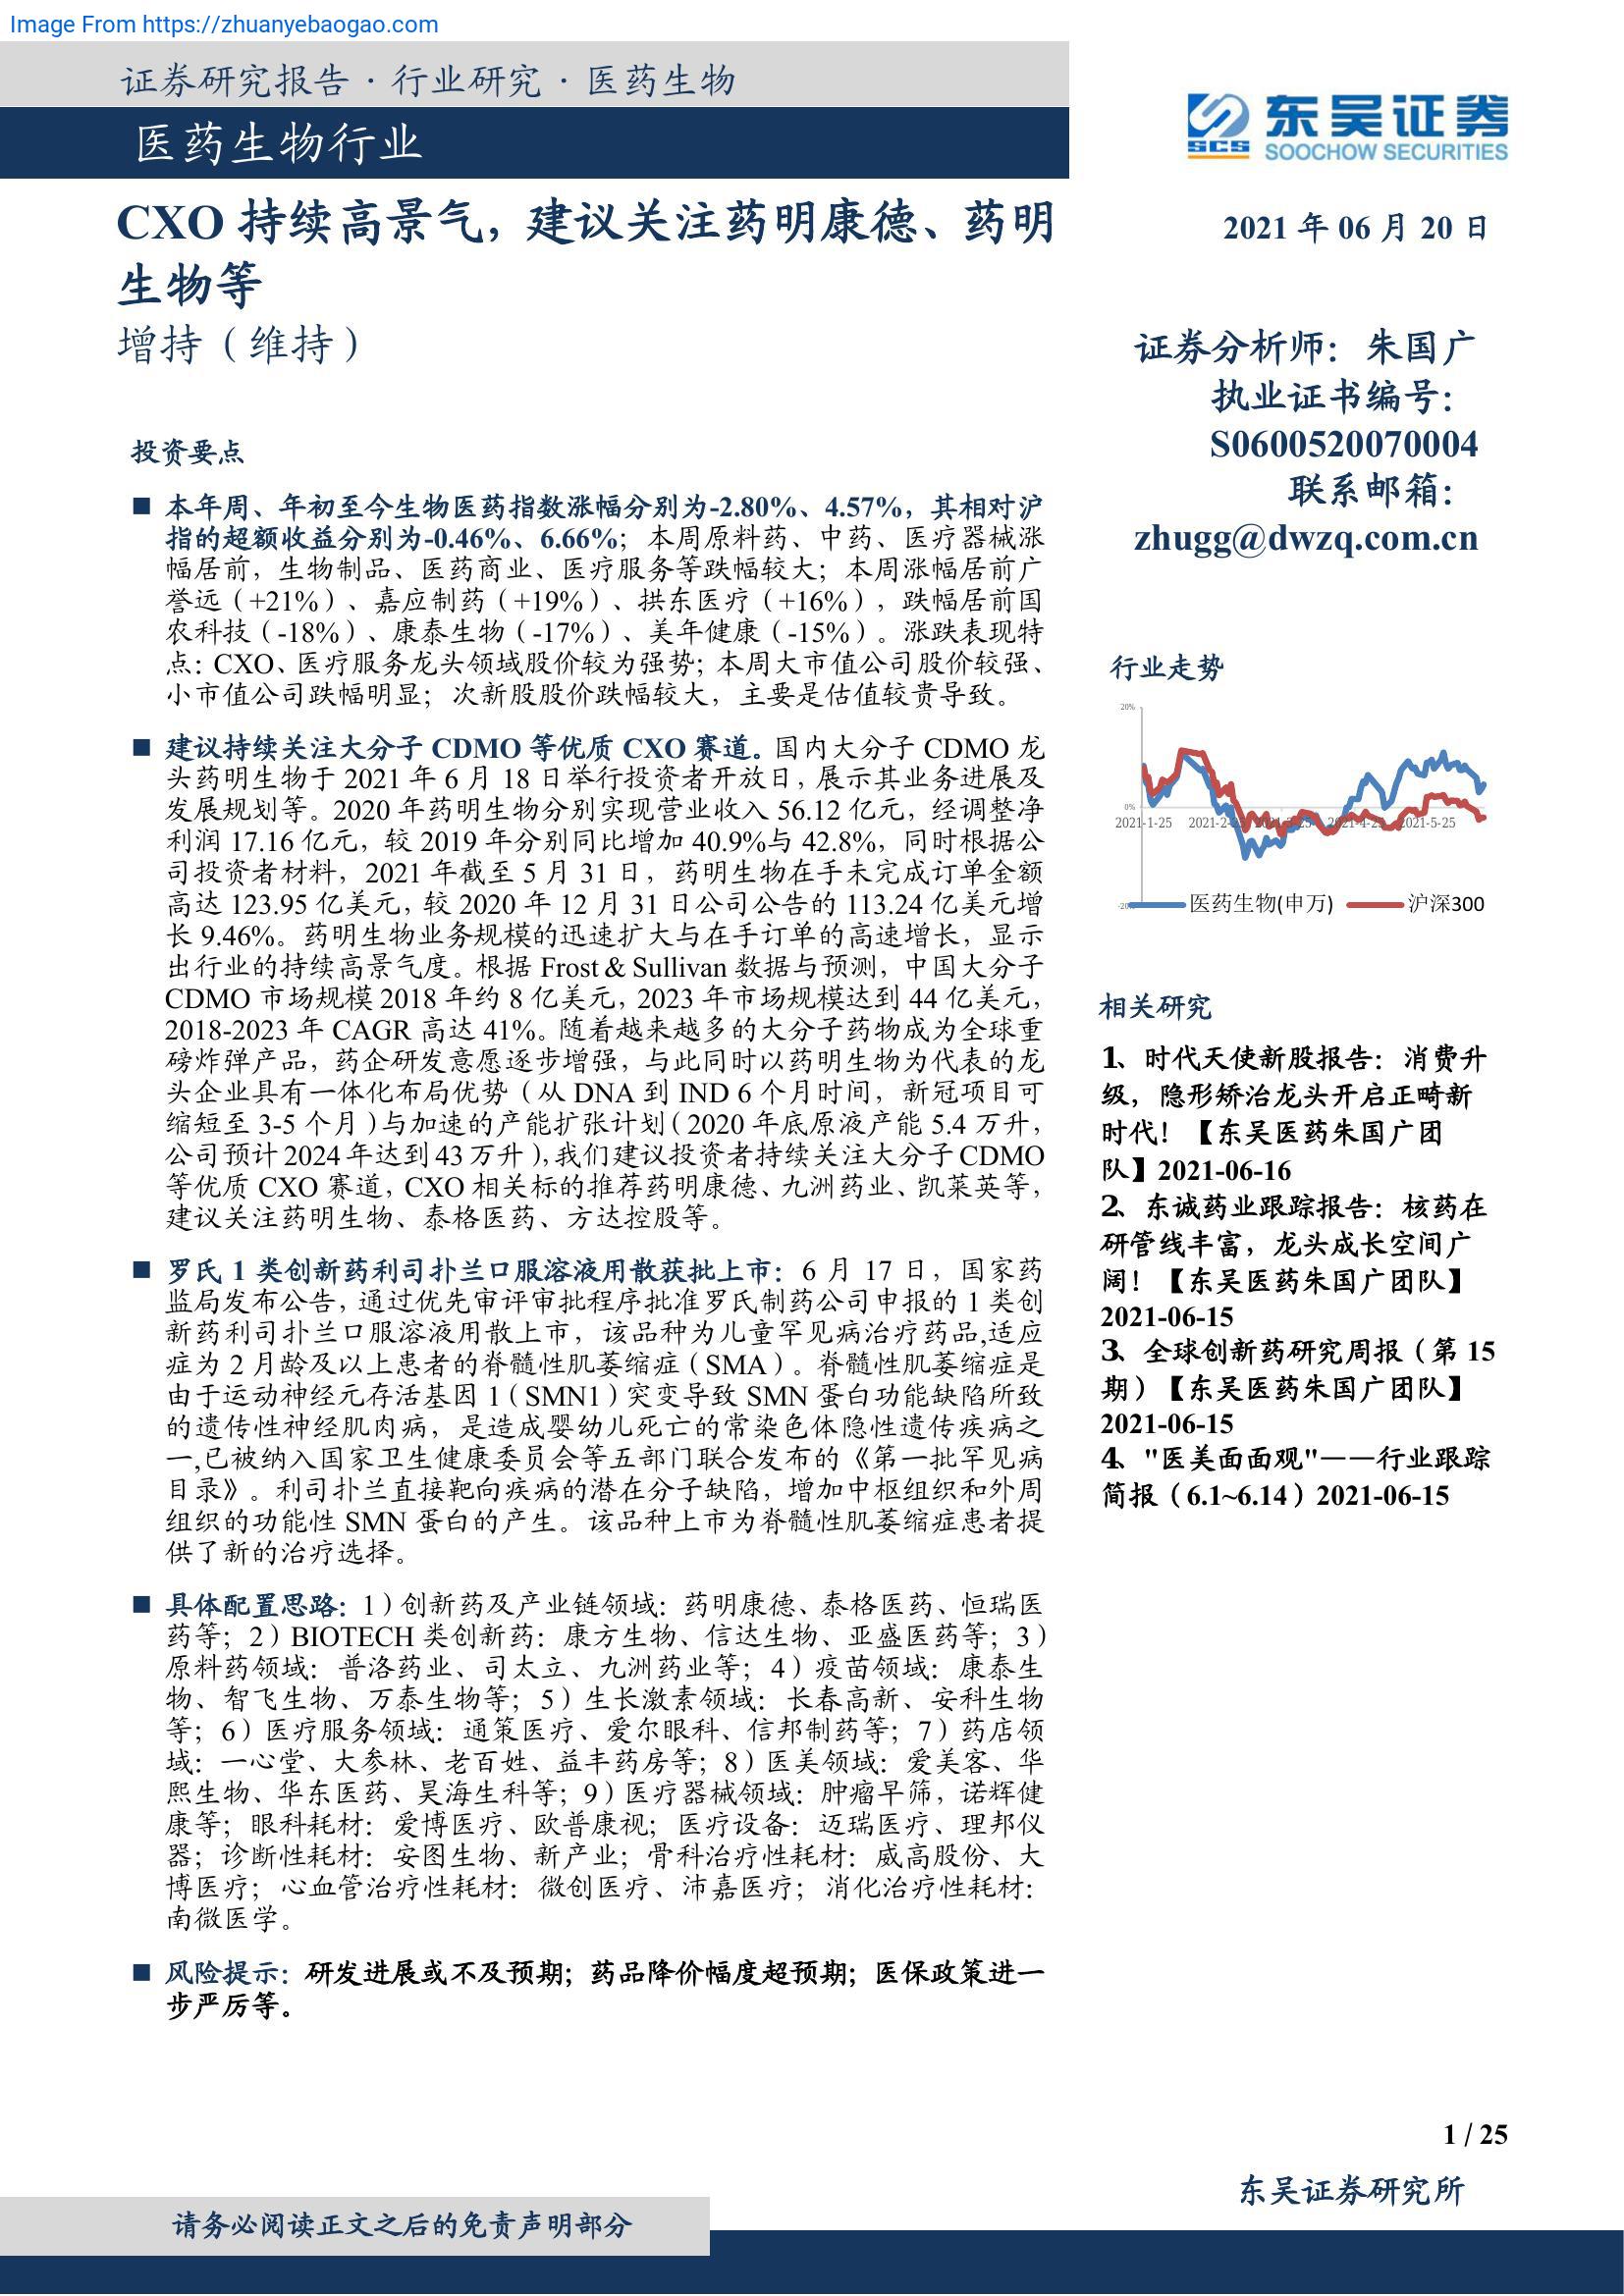 Image From https://zhuanyebaogao.com
证券研究报告·行业研究·医药生物
医药生物行业
东吴证券
SCS
SOOCHOW SECURITIES
CXO 持续高景气，建议关注药明康德、药明
生物等
增持（维持）
2021 年 06 月 20 日
证券分析师：朱国广
执业证书编号：
S0600520070004
联系邮箱：
zhugg@dwzq.com.cn
投资要点
■ 本年周、年初至今生物医药指数涨幅分别为-2.80%、4.57%，其相对沪
指的超额收益分别为-0.46%、6.66%；本周原料药、中药、医疗器械涨
幅居前，生物制品、医药商业、医疗服务等跌幅较大；本周涨幅居前广
誉远（+21%）、嘉应制药（+19%）、拱东医疗（+16%），跌幅居前国
农科技（-18%）、康泰生物（-17%）、美年健康（-15%）。涨跌表现特
点：CXO、医疗服务龙头领域股价较为强势；本周大市值公司股价较强、
小市值公司跌幅明显；次新股股价跌幅较大，主要是估值较贵导致。
■ 建议持续关注大分子 CDMO 等优质 CXO 赛道。国内大分子 CDMO 龙
头药明生物于 2021 年 6 月 18 日举行投资者开放日，展示其业务进展及
发展规划等。2020 年药明生物分别实现营业收入 56.12 亿元，经调整净
利润 17.16 亿元，较 2019 年分别同比增加 40.9%与 42.8%，同时根据公
司投资者材料，2021 年截至 5 月 31 日，药明生物在手未完成订单金额
高达 123.95 亿美元，较 2020 年 12 月 31 日公司公告的 113.24 亿美元增
长 9.46%。药明生物业务规模的迅速扩大与在手订单的高速增长，显示
出行业的持续高景气度。根据 Frost & Sullivan 数据与预测，中国大分子
CDMO 市场规模 2018 年约 8 亿美元，2023 年市场规模达到 44 亿美元，
2018-2023 年 CAGR 高达 41%。随着越来越多的大分子药物成为全球重
磅炸弹产品，药企研发意愿逐步增强，与此同时以药明生物为代表的龙
头企业具有一体化布局优势（从 DNA 到 IND 6 个月时间，新冠项目可
缩短至 3-5 个月）与加速的产能扩张计划（2020 年底原液产能 5.4 万升，
公司预计 2024 年达到 43 万升），我们建议投资者持续关注大分子 CDMO
等优质 CXO 赛道，CXO 相关标的推荐药明康德、九洲药业、凯莱英等，
建议关注药明生物、泰格医药、方达控股等。
■ 罗氏 1 类创新药利司扑兰口服溶液用散获批上市：6 月 17 日，国家药
监局发布公告，通过优先审评审批程序批准罗氏制药公司申报的 1 类创
新药利司扑兰口服溶液用散上市，该品种为儿童罕见病治疗药品,适应
症为 2 月龄及以上患者的脊髓性肌萎缩症（SMA）。脊髓性肌萎缩症是
由于运动神经元存活基因 1（SMN1）突变导致 SMN 蛋白功能缺陷所致
的遗传性神经肌肉病，是造成婴幼儿死亡的常染色体隐性遗传疾病之
一,已被纳入国家卫生健康委员会等五部门联合发布的《第一批罕见病
目录》。利司扑兰直接靶向疾病的潜在分子缺陷，增加中枢组织和外周
组织的功能性 SMN 蛋白的产生。该品种上市为脊髓性肌萎缩症患者提
供了新的治疗选择。
■ 具体配置思路：1）创新药及产业链领域：药明康德、泰格医药、恒瑞医
药等；2）BIOTECH 类创新药：康方生物、信达生物、亚盛医药等；3）
原料药领域：普洛药业、司太立、九洲药业等；4）疫苗领域：康泰生
物、智飞生物、万泰生物等；5）生长激素领域：长春高新、安科生物
等；6）医疗服务领域：通策医疗、爱尔眼科、信邦制药等；7）药店领
域：一心堂、大参林、老百姓、益丰药房等；8）医美领域：爱美客、华
熙生物、华东医药、昊海生科等；9）医疗器械领域：肿瘤早筛，诺辉健
康等；眼科耗材：爱博医疗、欧普康视；医疗设备：迈瑞医疗、理邦仪
器；诊断性耗材：安图生物、新产业；骨科治疗性耗材：威高股份、大
博医疗；心血管治疗性耗材：微创医疗、沛嘉医疗；消化治疗性耗材：
南微医学。
■ 风险提示：研发进展或不及预期；药品降价幅度超预期；医保政策进一
步严厉等。
行业走势
20%
0%
2021-1-25 2021-2-25 2021-3-25 2021-4-25 2021-5-25
-20%
医药生物(申万) 沪深300
相关研究
1、时代天使新股报告：消费升
级，隐形矫治龙头开启正畸新
时代！【东吴医药朱国广团
队】2021-06-16
2、东诚药业跟踪报告：核药在
研管线丰富，龙头成长空间广
阔！【东吴医药朱国广团队】
2021-06-15
3、全球创新药研究周报（第 15
期）【东吴医药朱国广团队】
2021-06-15
4、"医美面面观"——行业跟踪
简报（6.1~6.14）2021-06-15
1 / 25
东吴证券研究所
请务必阅读正文之后的免责声明部分